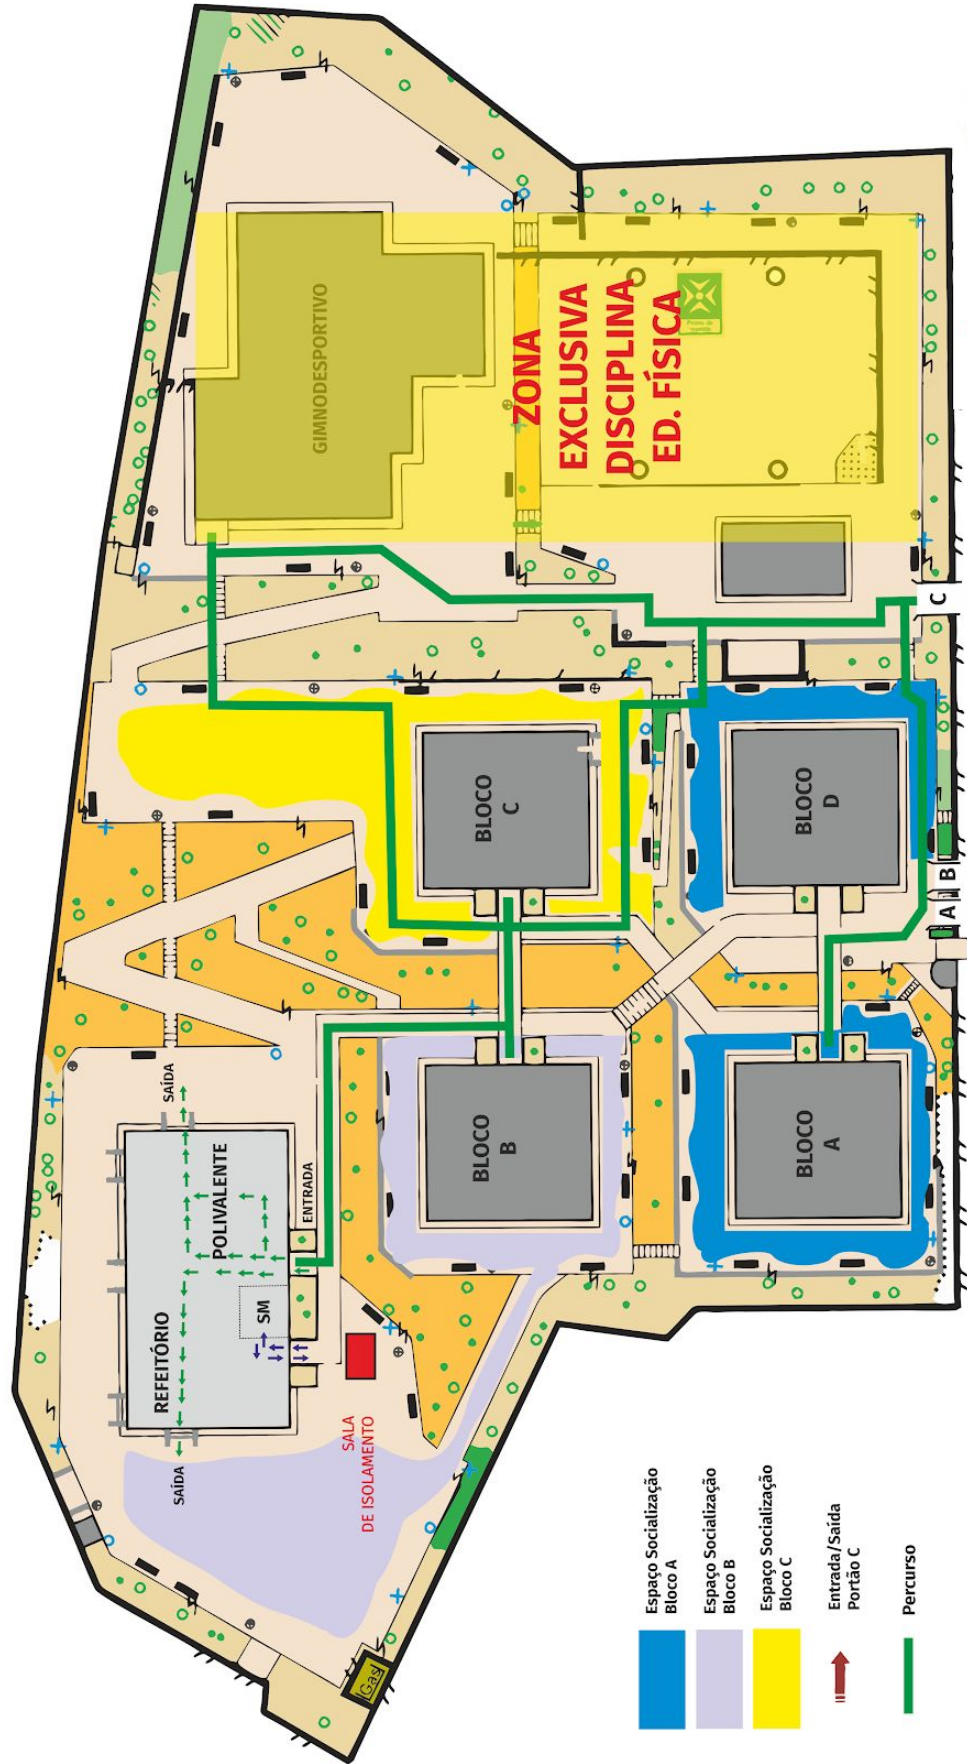 GIMNODESPORTIVO
ZONA
EXCLUSIVA
DISCIPLINA
ED. FÍSICA
BLOCO
C
BLOCO
D
BLOCO
B
BLOCO
A
C
B
A
SAÍDA
POLIVALENTE
ENTRADA
REFEITÓRIO
SM
SAÍDA
SALA
DE ISOLAMENTO
Gas
Espaço Socialização
Bloco A
Espaço Socialização
Bloco B
Espaço Socialização
Bloco C
Entrada/Saída
Portão C
Percurso